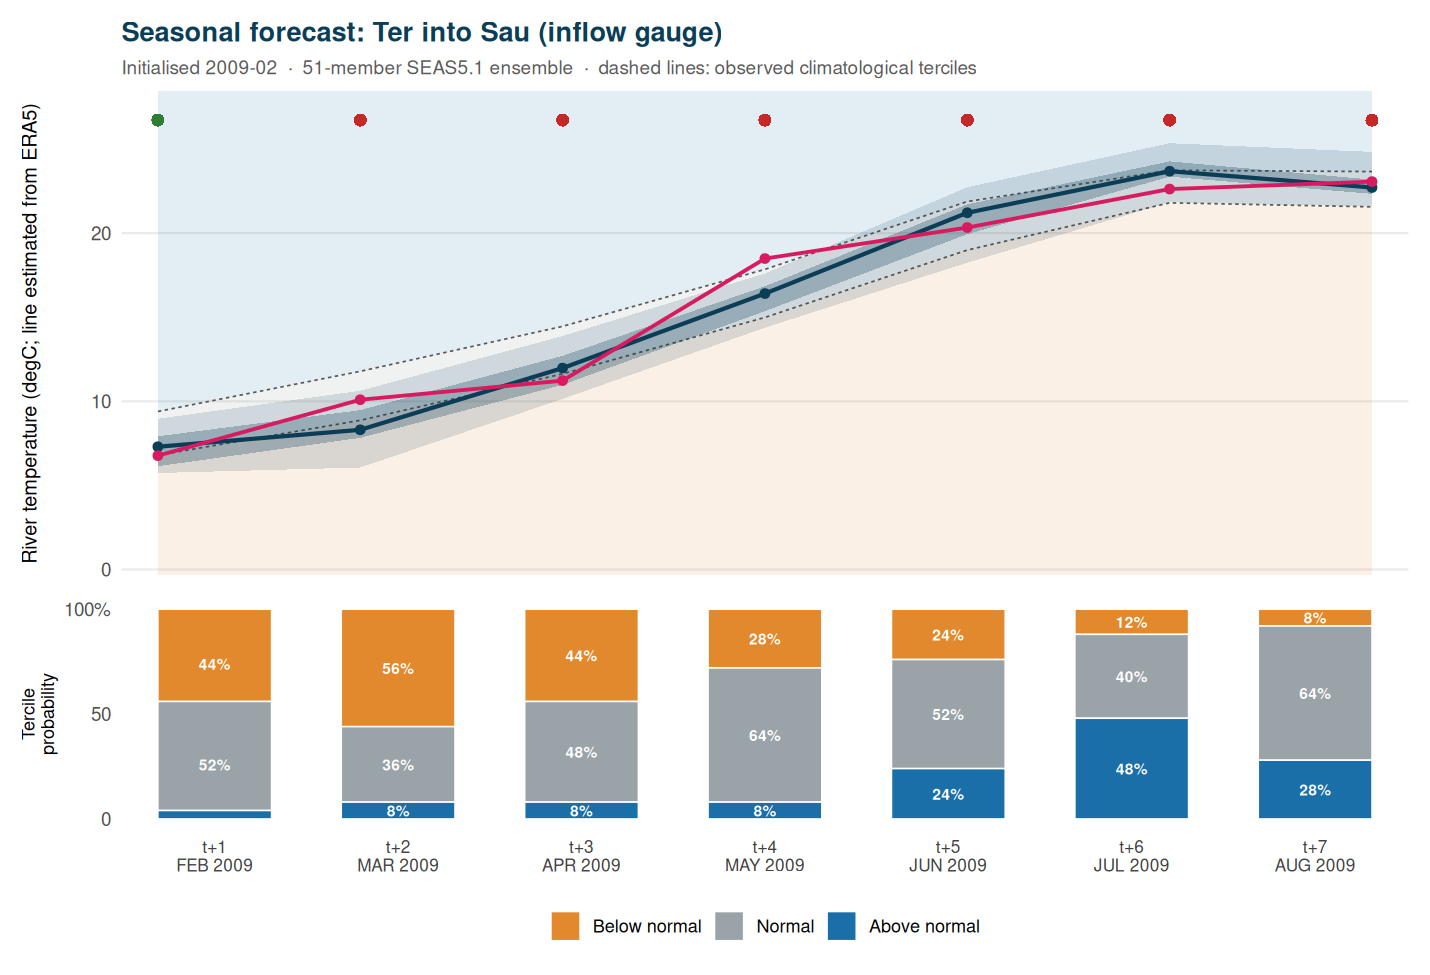 Seasonal forecast: Ter into Sau (inflow gauge)
Initialised 2009-02 · 51-member SEAS5.1 ensemble · dashed lines: observed climatological terciles
River temperature (degC; line estimated from ERA5)
20
10
0
Tercile
probability
100%
50
0
44%
52%
56%
36%
8%
44%
48%
8%
28%
64%
8%
24%
52%
24%
12%
40%
48%
8%
64%
28%
t+1
FEB 2009
t+2
MAR 2009
t+3
APR 2009
t+4
MAY 2009
t+5
JUN 2009
t+6
JUL 2009
t+7
AUG 2009
Below normal
Normal
Above normal